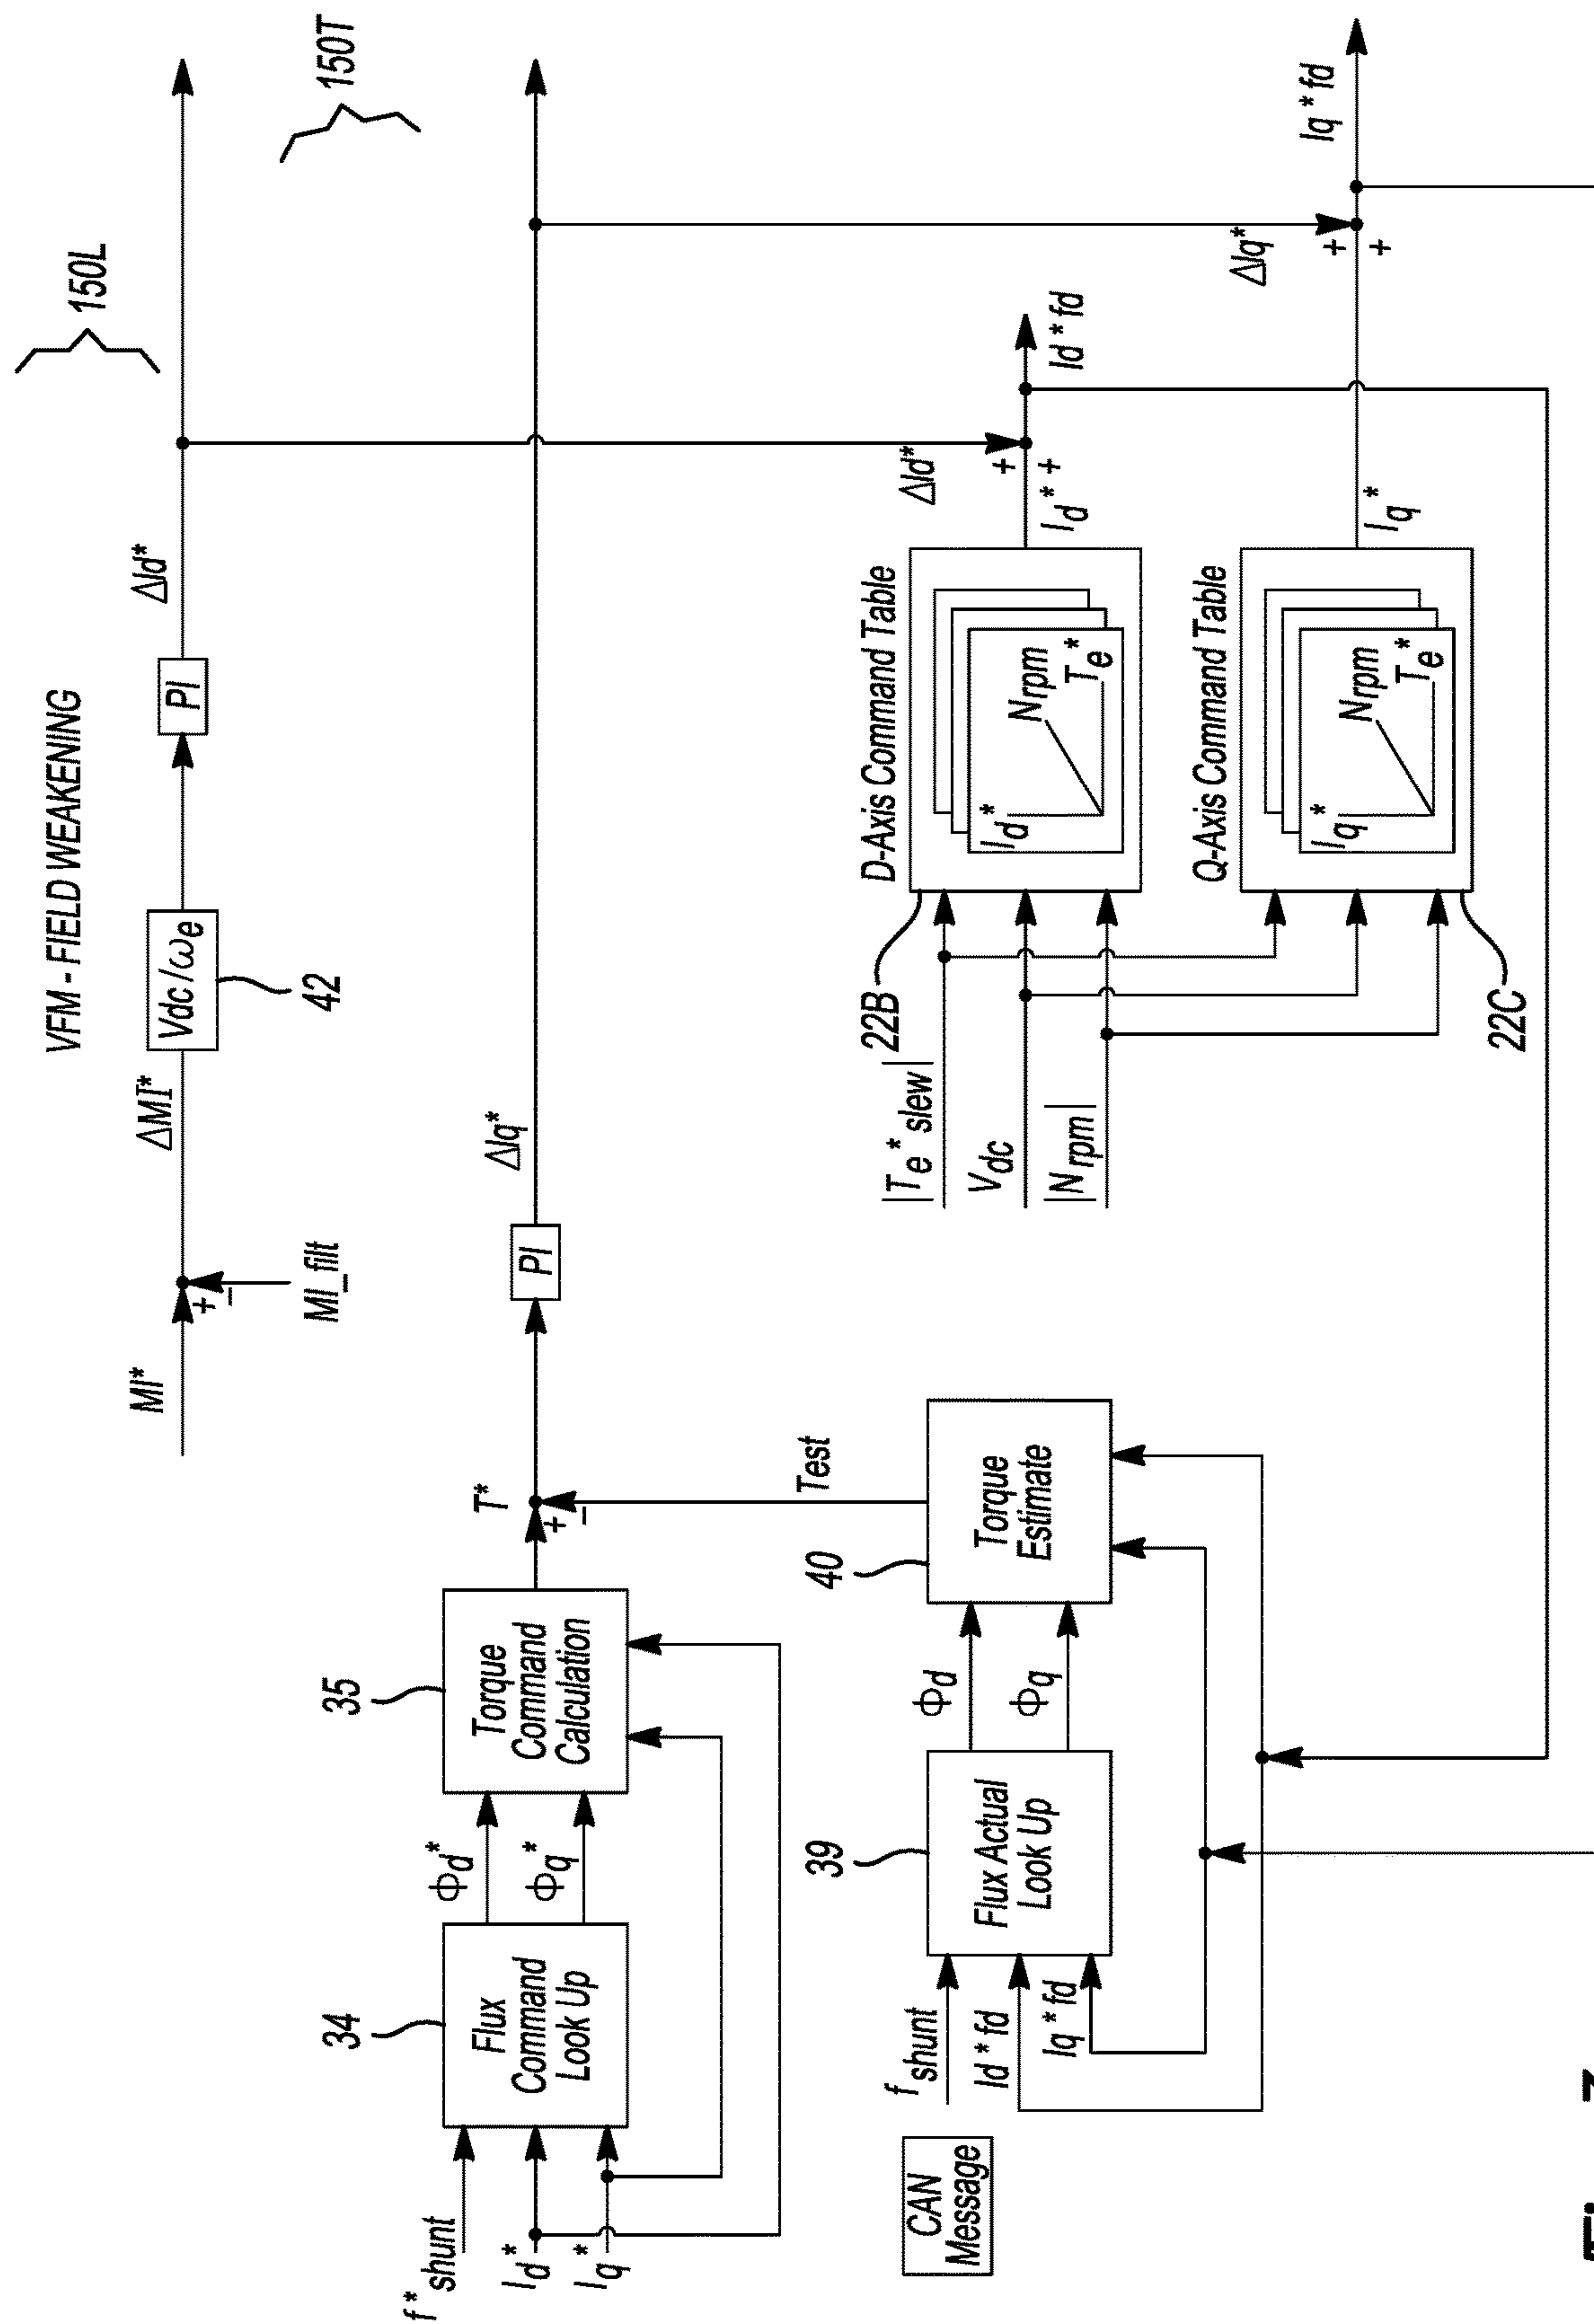 VFM - FIELD WEAKENING
150L
MI*
+
−
MI_filt
ΔMI*
Vdc/ωe
42
PI
ΔId*
150T
f*shunt
Id*
Iq*
34
Flux
Command
Look Up
Φd*
Φq*
35
Torque
Command
Calculation
T*
+
−
PI
ΔIq*
CAN
Message
fshunt
Id*fd
Iq*fd
39
Flux Actual
Look Up
Φd
Φq
40
Torque
Estimate
Test
|Te*slew|
Vdc
|Nrpm|
22B
D-Axis Command Table
Id*
Nrpm
Te*
Id*
ΔId*
+
+
Id*fd
22C
Q-Axis Command Table
Iq*
Nrpm
Te*
Iq*
ΔIq*
+
+
Iq*fd